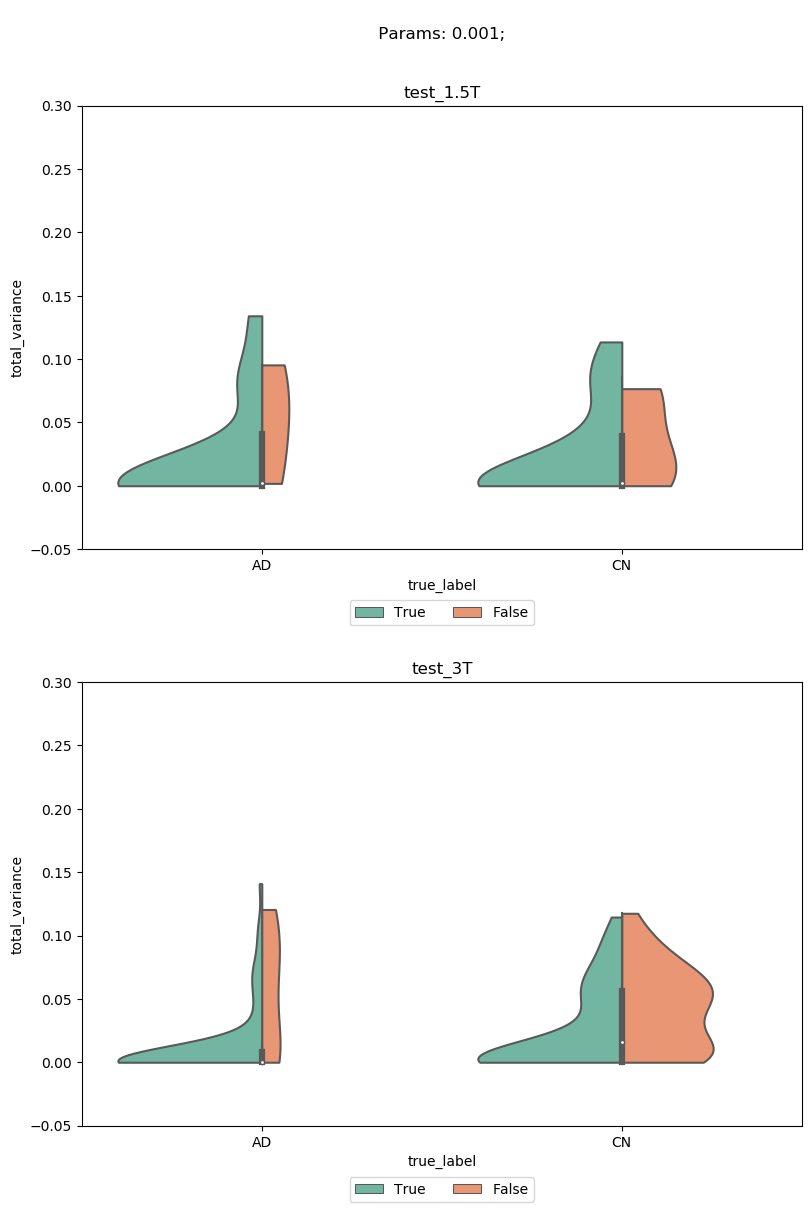 Params: 0.001;
test_1.5T
0.30
0.25
0.20
0.15
0.10
0.05
0.00
−0.05
total_variance
AD CN
true_label
True False
test_3T
0.30
0.25
0.20
0.15
0.10
0.05
0.00
−0.05
total_variance
AD CN
true_label
True False